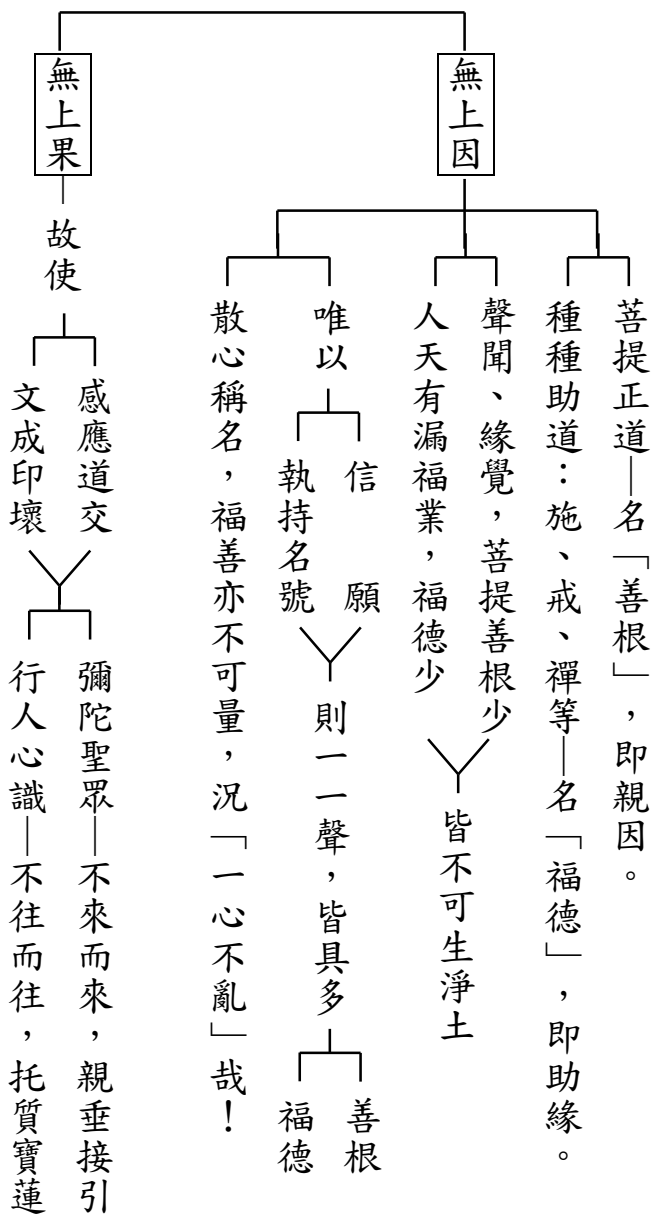 無上因
菩提正道—名「善根」，即親因。
種種助道：施、戒、禪等—名「福德」，即助緣。
聲聞、緣覺，菩提善根少
人天有漏福業，福德少
皆不可生淨土
唯以
信　願
執持名號
則一一聲，皆具多
善根
福德
散心稱名，福善亦不可量，況「一心不亂」哉！
無上果
故使
感應道交
文成印壞
彌陀聖眾—不來而來，親垂接引
行人心識—不往而往，托質寶蓮